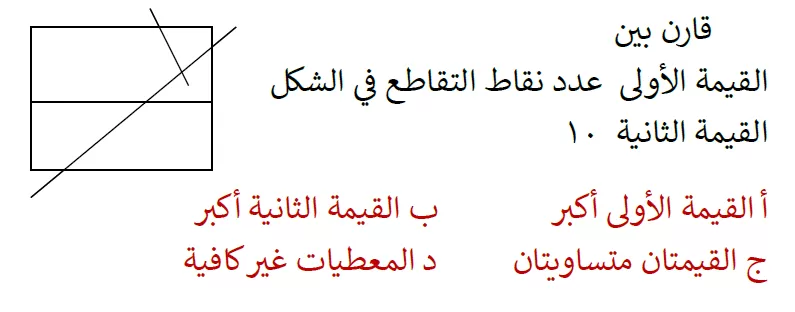 قارن بين
القيمة الأولى عدد نقاط التقاطع في الشكل
القيمة الثانية ١٠
أ القيمة الأولى أكبر ب القيمة الثانية أكبر
ج القيمتان متساويتان د المعطيات غير كافية